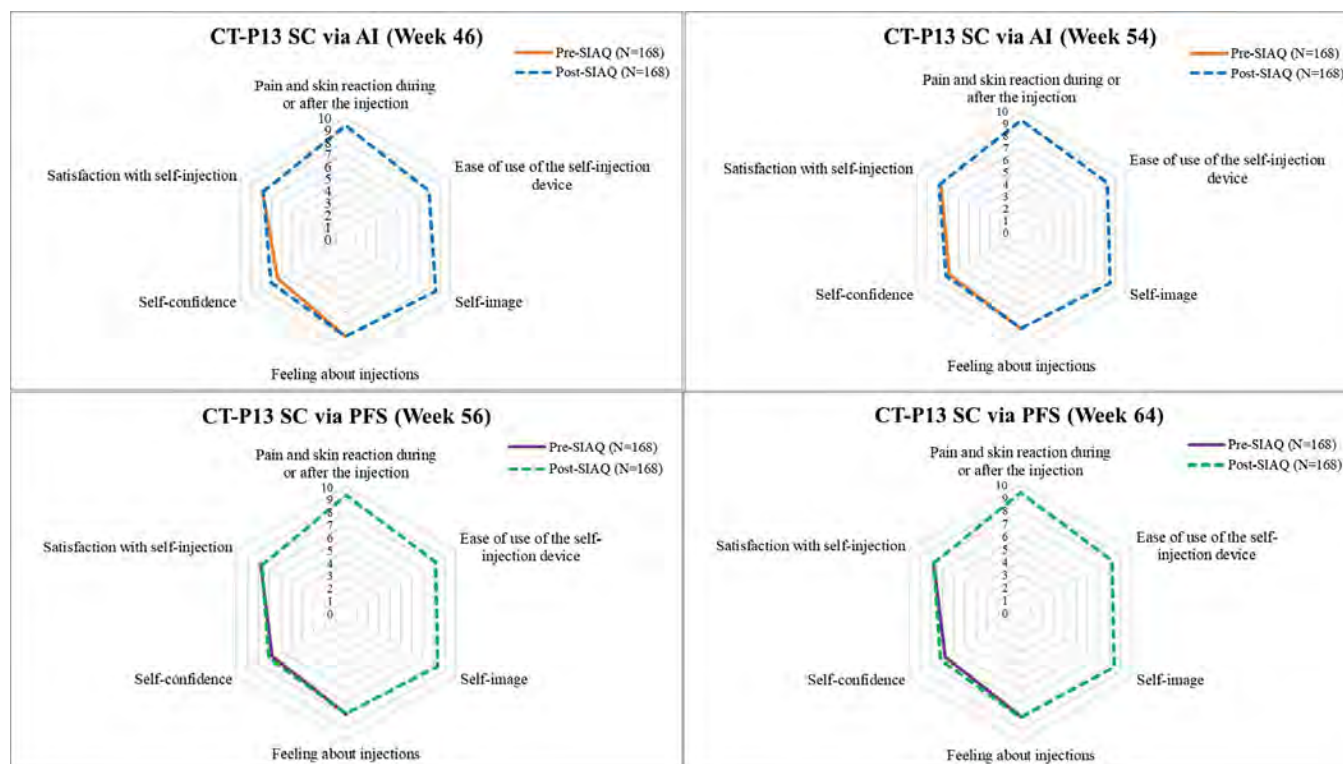 CT-P13 SC via AI (Week 46)
Pre-SIAQ (N=168)
Post-SIAQ (N=168)
Pain and skin reaction during
or after the injection
10
9
8
7
6
5
4
3
2
1
0
Ease of use of the self-injection
device
Satisfaction with self-injection
Self-confidence
Self-image
Feeling about injections
CT-P13 SC via AI (Week 54)
Pre-SIAQ (N=168)
Post-SIAQ (N=168)
Pain and skin reaction during or
after the injection
10
9
8
7
6
5
4
3
2
1
0
Ease of use of the self-injection
device
Satisfaction with self-injection
Self-confidence
Self-image
Feeling about injections
CT-P13 SC via PFS (Week 56)
Pre-SIAQ (N=168)
Post-SIAQ (N=168)
Pain and skin reaction during
or after the injection
10
9
8
7
6
5
4
3
2
1
0
Ease of use of the self-
injection device
Satisfaction with self-injection
Self-confidence
Self-image
Feeling about injections
CT-P13 SC via PFS (Week 64)
Pre-SIAQ (N=168)
Post-SIAQ (N=168)
Pain and skin reaction during
or after the injection
10
9
8
7
6
5
4
3
2
1
0
Ease of use of the self-injection
device
Satisfaction with self-injection
Self-confidence
Self-image
Feeling about injections